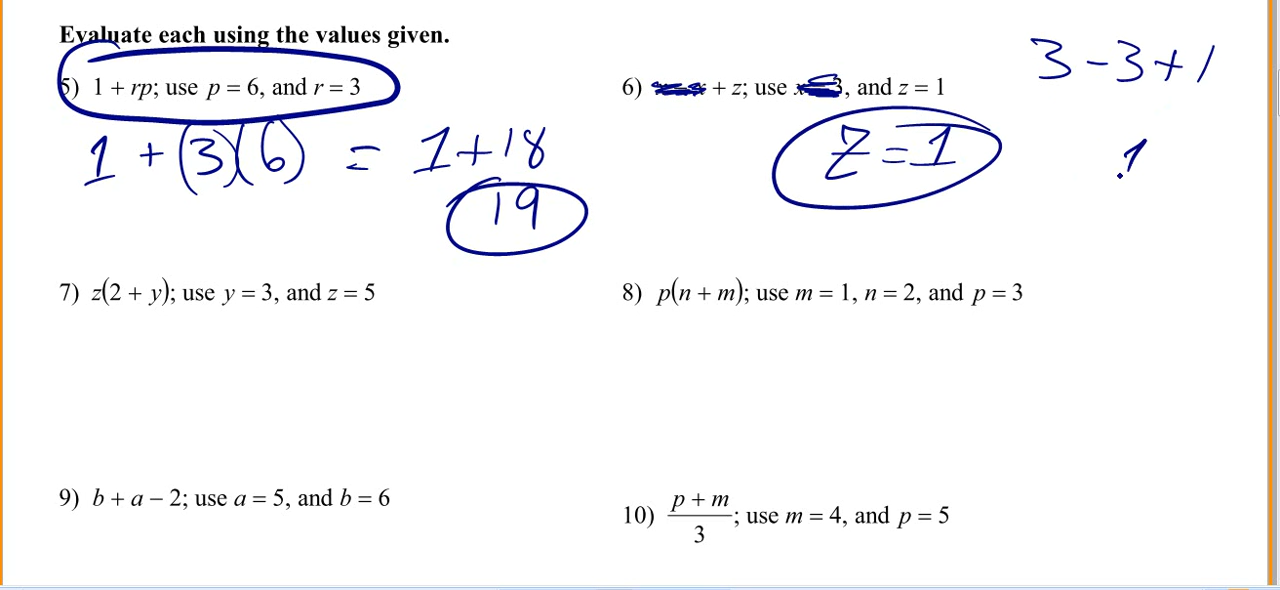 Evaluate each using the values given.
5) 1 + rp; use p = 6, and r = 3
1 + (3)(6) = 1+18
19
6) + z; use 3, and z = 1
3 - 3 + 1
z = 1
1
7) z(2 + y); use y = 3, and z = 5
8) p(n + m); use m = 1, n = 2, and p = 3
9) b + a − 2; use a = 5, and b = 6
10) p + m
3
; use m = 4, and p = 5